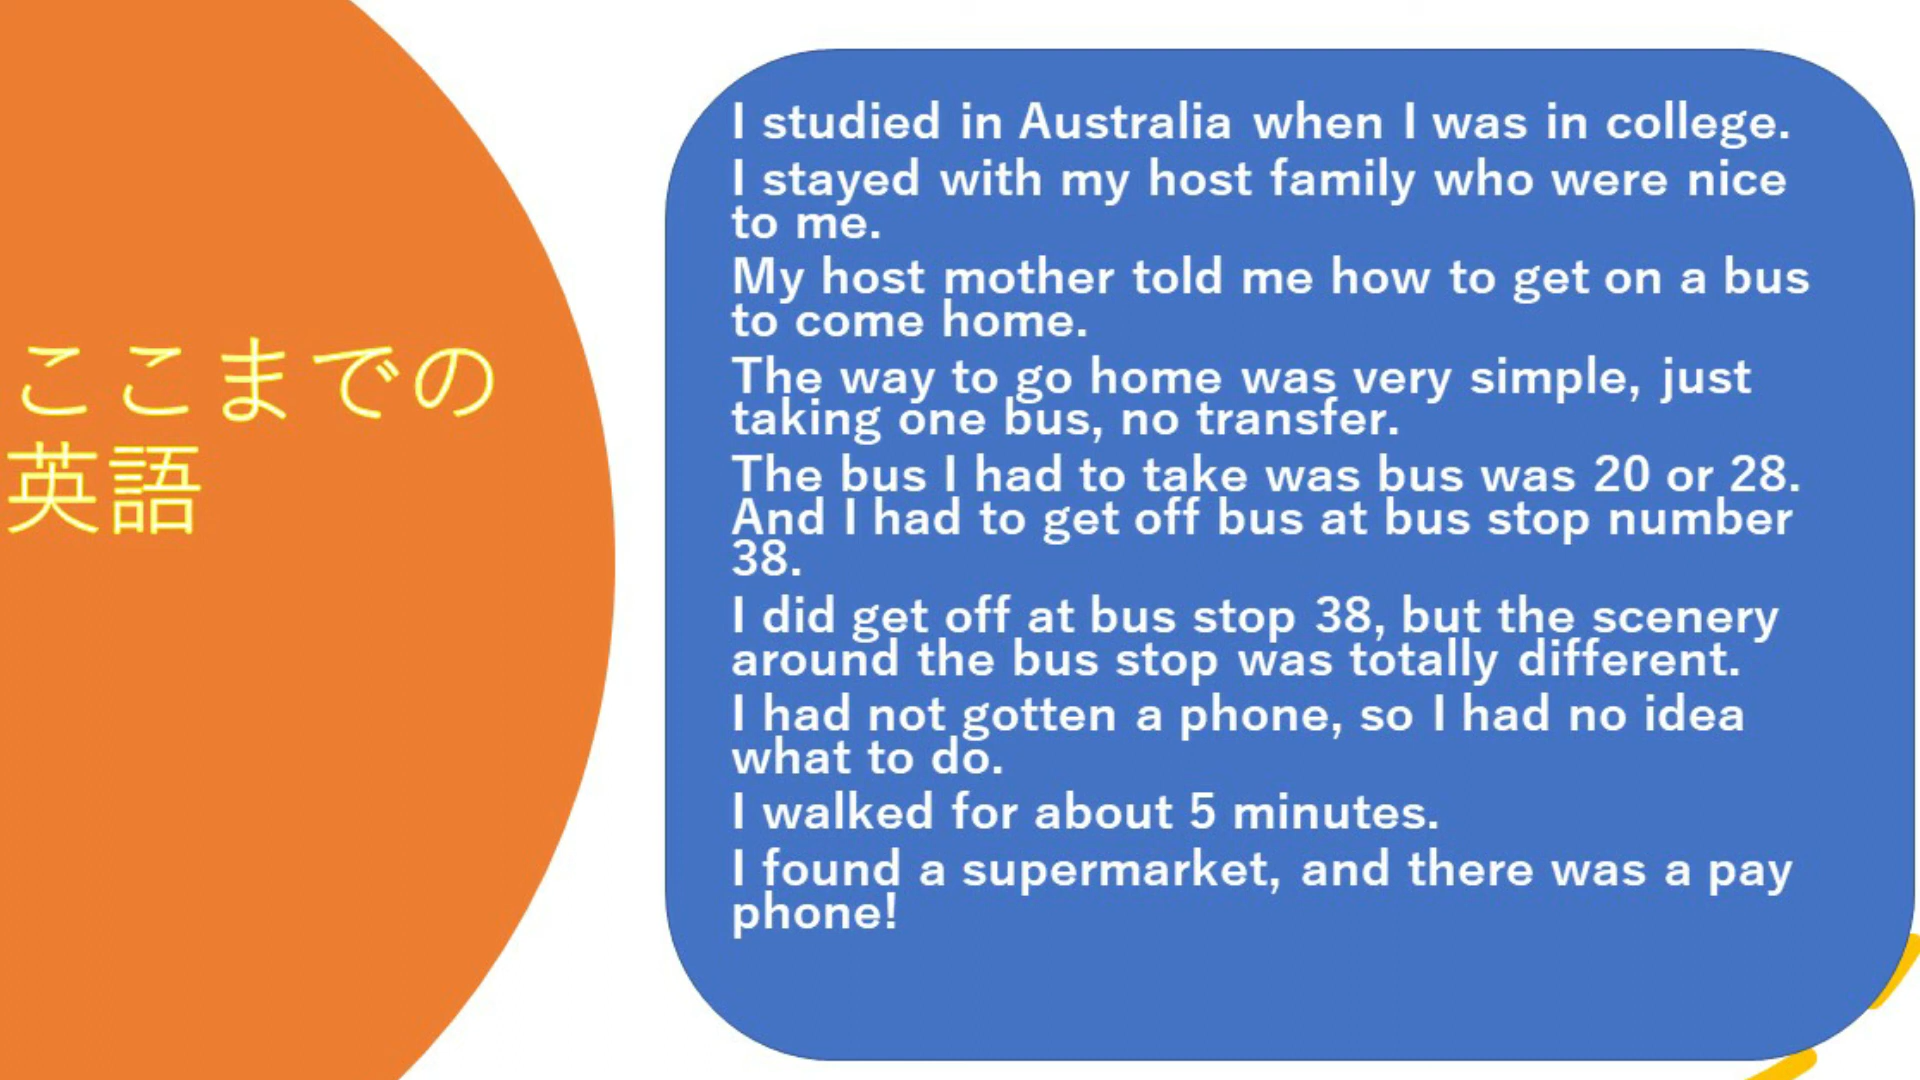 ここまでの
英語
I studied in Australia when I was in college.
I stayed with my host family who were nice
to me.
My host mother told me how to get on a bus
to come home.
The way to go home was very simple, just
taking one bus, no transfer.
The bus I had to take was bus was 20 or 28.
And I had to get off bus at bus stop number
38.
I did get off at bus stop 38, but the scenery
around the bus stop was totally different.
I had not gotten a phone, so I had no idea
what to do.
I walked for about 5 minutes.
I found a supermarket, and there was a pay
phone!